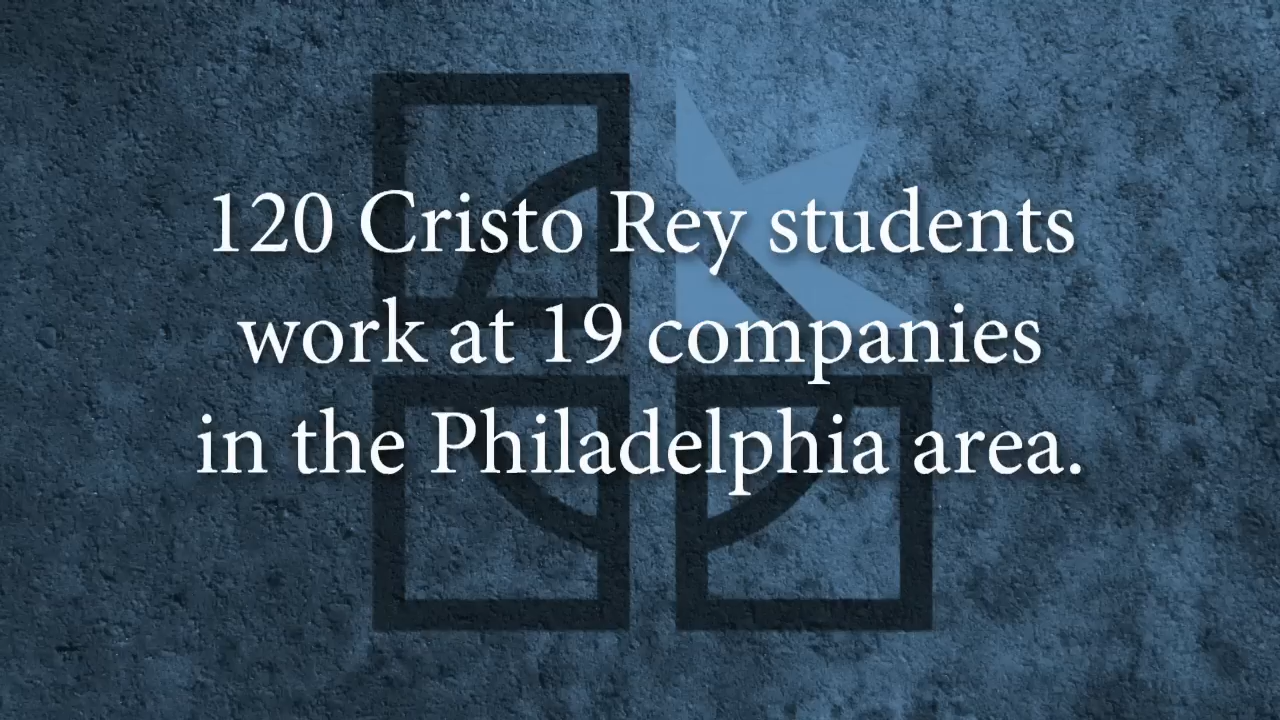 120 Cristo Rey students
work at 19 companies
in the Philadelphia area.